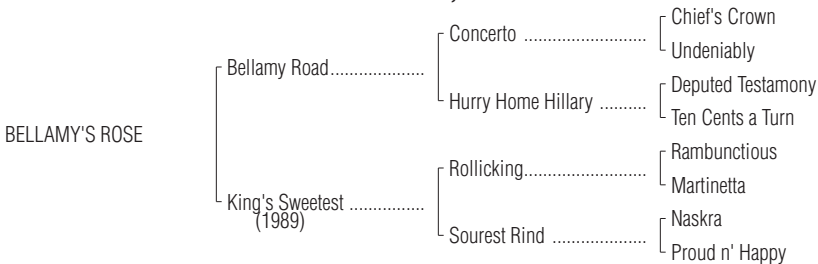 Chief's Crown
Concerto ..........................
Undeniably
Bellamy Road....................
Deputed Testamony
Hurry Home Hillary ..........
Ten Cents a Turn
BELLAMY'S ROSE
Rambunctious
Rollicking..........................
Martinetta
King's Sweetest ................
(1989)
Naskra
Sourest Rind ....................
Proud n' Happy